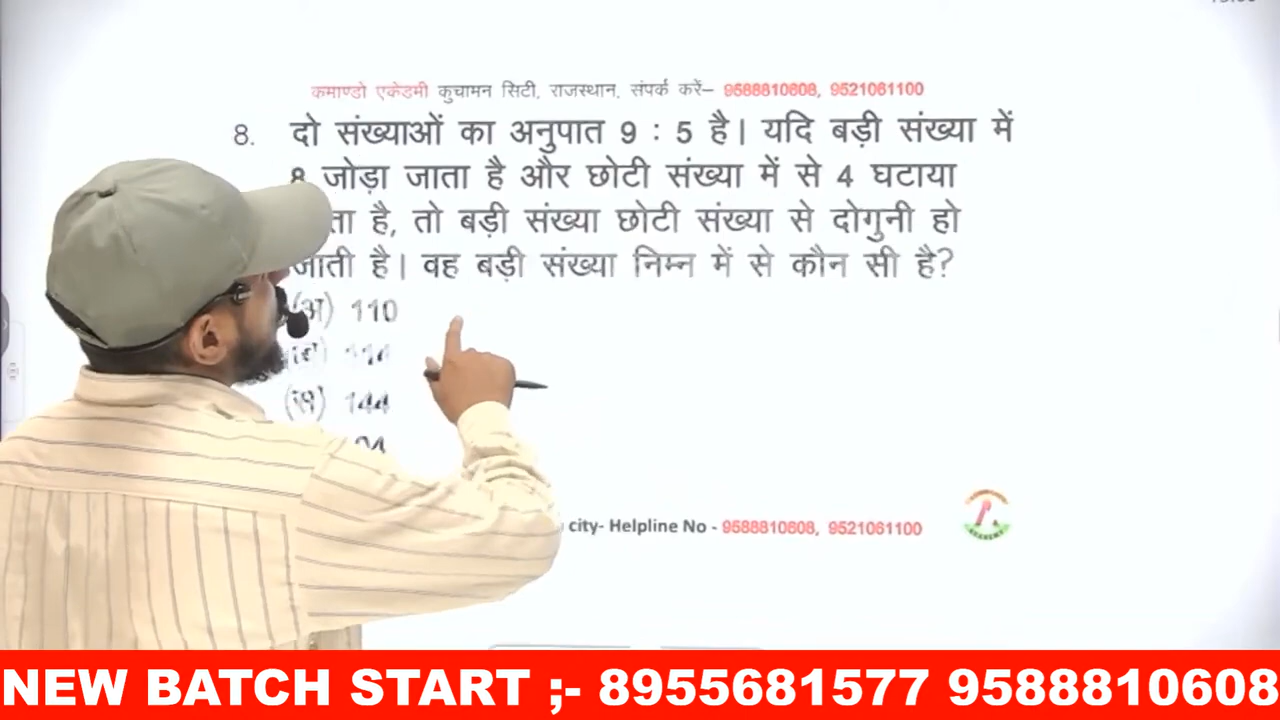 कमाण्डो एकेडमी कुचामन सिटी, राजस्थान, संपर्क करें– 9588810608, 9521061100
8. दो संख्याओं का अनुपात 9 : 5 है। यदि बड़ी संख्या में
8 जोड़ा जाता है और छोटी संख्या में से 4 घटाया
है, तो बड़ी संख्या छोटी संख्या से दोगुनी हो
जाती है। वह बड़ी संख्या निम्न में से कौन सी है?
(अ) 110
(स) 144
city- Helpline No - 9588810608, 9521061100
NEW BATCH START ;- 8955681577 9588810608